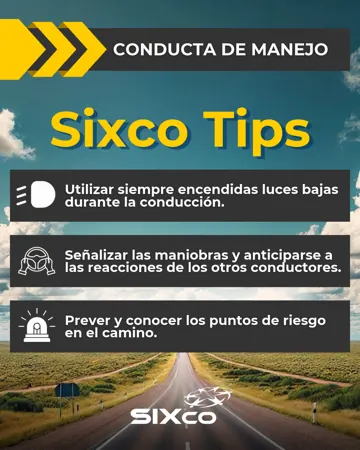 CONDUCTA DE MANEJO
Sixco Tips
Utilizar siempre encendidas luces bajas
durante la conducción.
Señalizar las maniobras y anticiparse a
las reacciones de los otros conductores.
Prever y conocer los puntos de riesgo
en el camino.
SIXco